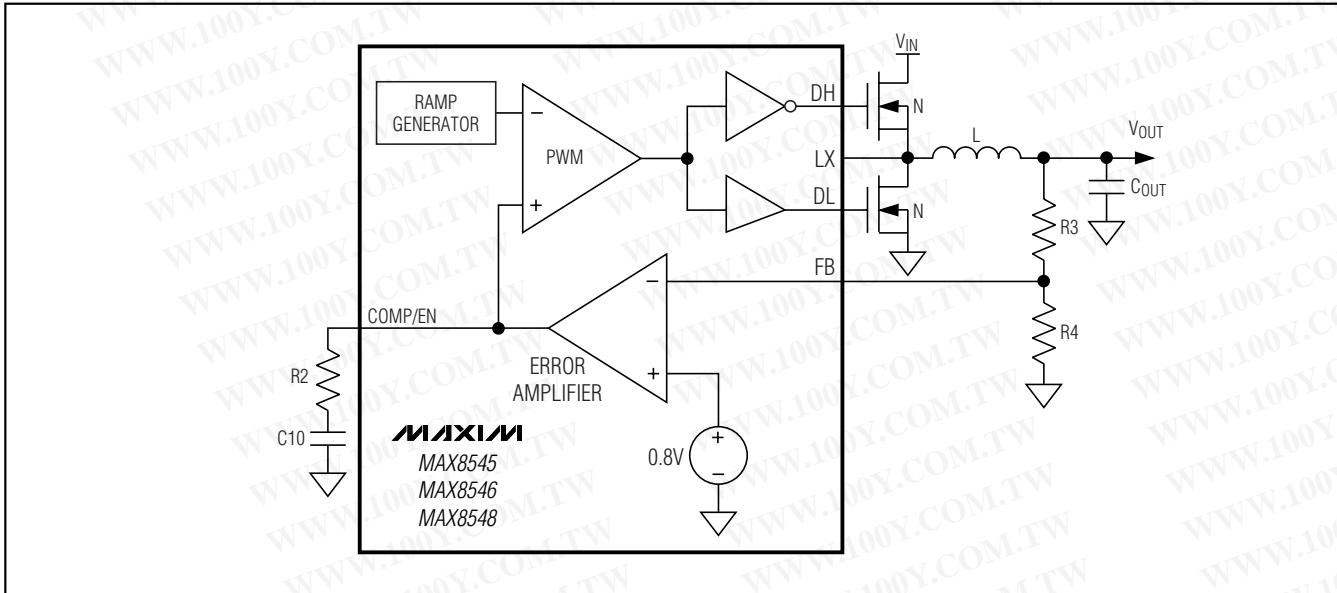 VIN
RAMP
GENERATOR
−
PWM
+
DH
N
LX
L
VOUT
COUT
DL
N
R3
FB
−
COMP/EN
R4
R2
ERROR
AMPLIFIER
+
C10
MAXIM
MAX8545
MAX8546
MAX8548
0.8V
+
−
WWW.100Y.COM.TW